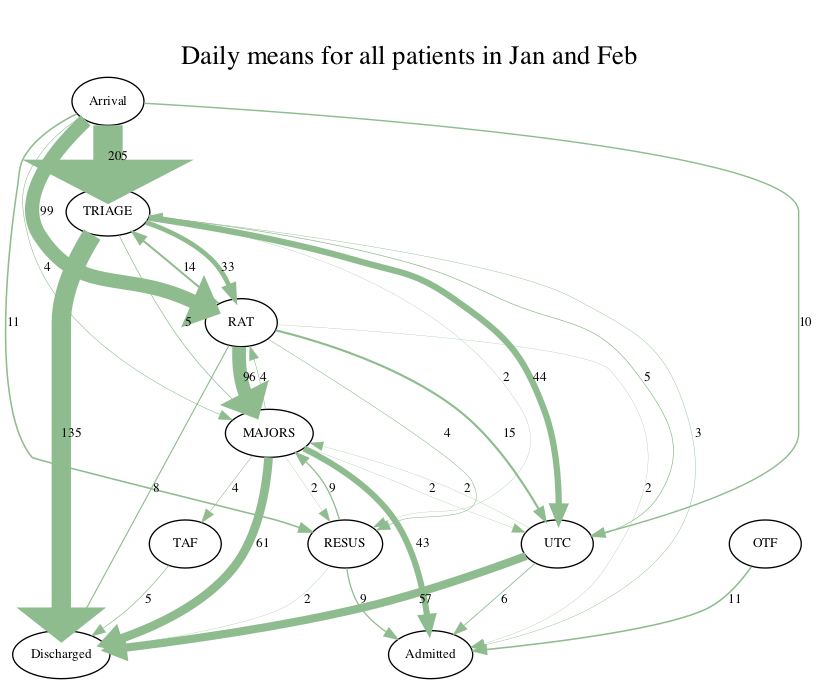 Daily means for all patients in Jan and Feb
Arrival
205
99
TRIAGE
4
14
33
11
5
RAT
10
96
4
2
44
5
135
MAJORS
4
15
3
8
4
2
9
2
2
2
TAF
61
RESUS
43
UTC
OTF
5
2
9
57
6
11
Discharged
Admitted